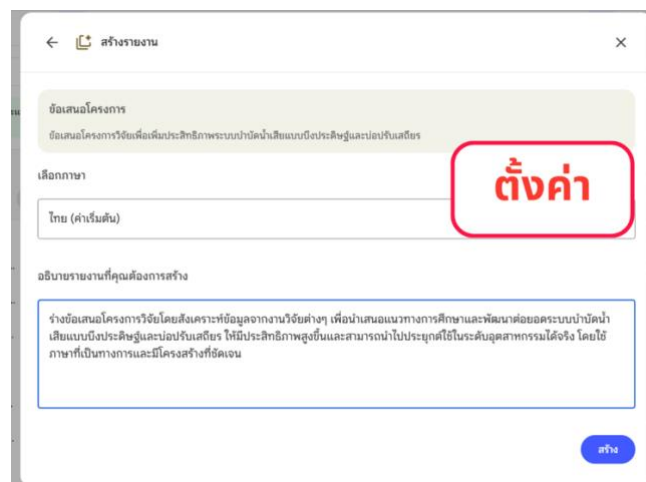 สร้างรายงาน
ข้อเสนอโครงการ
ข้อเสนอโครงการวิจัยเพื่อเพิ่มประสิทธิภาพระบบบำบัดน้ำเสียแบบบึงประดิษฐ์และบ่อปรับเสถียร
เลือกภาษา
ตั้งค่า
ไทย (ค่าเริ่มต้น)
อธิบายรายงานที่คุณต้องการสร้าง
ร่างข้อเสนอโครงการวิจัยโดยสังเคราะห์ข้อมูลจากงานวิจัยต่างๆ เพื่อนำเสนอแนวทางการศึกษาและพัฒนาต่อยอดระบบบำบัดน้ำ
เสียแบบบึงประดิษฐ์และบ่อปรับเสถียร ให้มีประสิทธิภาพสูงขึ้นและสามารถนำไปประยุกต์ใช้ในระดับอุตสาหกรรมได้จริง โดยใช้
ภาษาที่เป็นทางการและมีโครงสร้างที่ชัดเจน
สร้าง